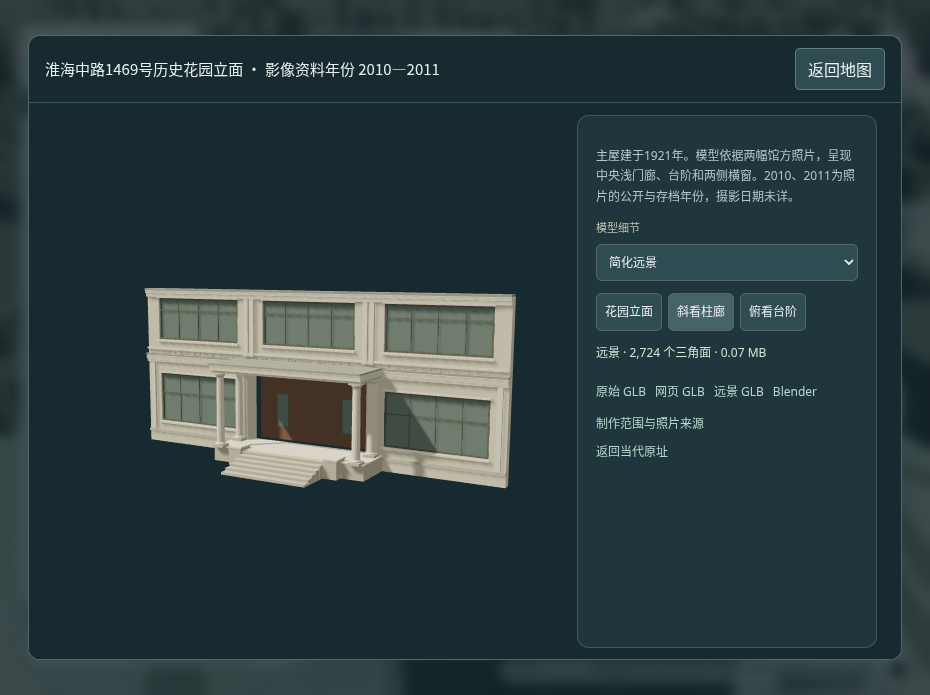 淮海中路1469号历史花园立面 · 影像资料年份 2010—2011
返回地图
主屋建于1921年。模型依据两幅馆方照片，呈现
中央浅门廊、台阶和两侧横窗。2010、2011为照
片的公开与存档年份，摄影日期未详。
模型细节
简化远景
花园立面 斜看柱廊 俯看台阶
远景 · 2,724 个三角面 · 0.07 MB
原始 GLB 网页 GLB 远景 GLB Blender
制作范围与照片来源
返回当代原址